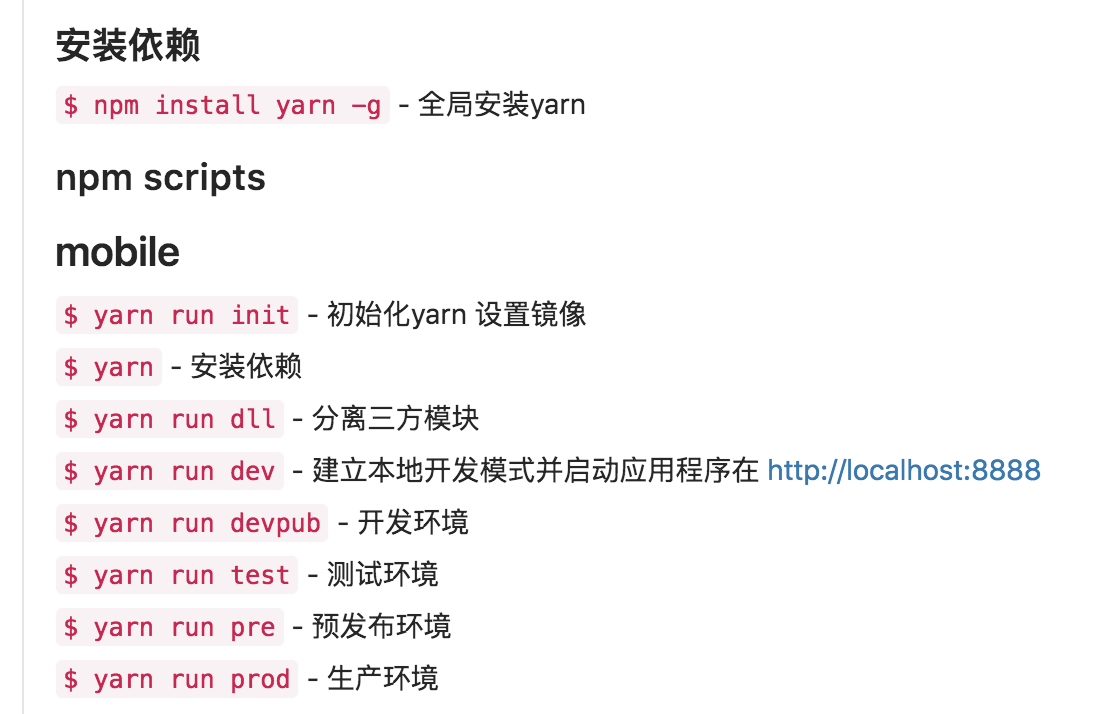 安装依赖
$ npm install yarn -g - 全局安装yarn
npm scripts
mobile
$ yarn run init - 初始化yarn 设置镜像
$ yarn - 安装依赖
$ yarn run dll - 分离三方模块
$ yarn run dev - 建立本地开发模式并启动应用程序在 http://localhost:8888
$ yarn run devpub - 开发环境
$ yarn run test - 测试环境
$ yarn run pre - 预发布环境
$ yarn run prod - 生产环境